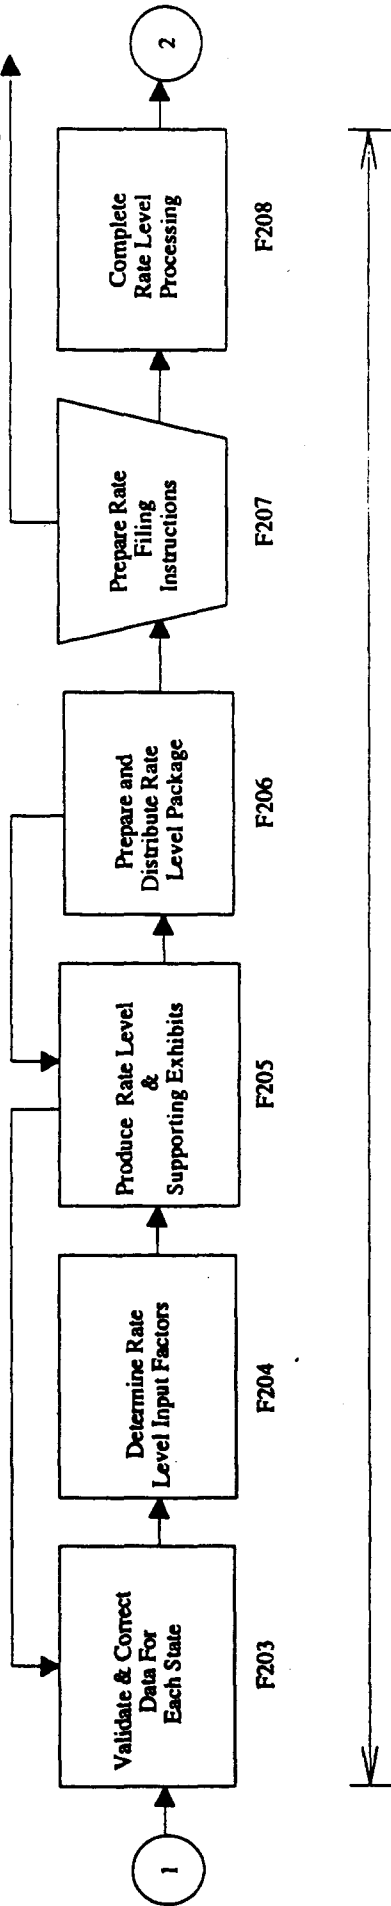 1
Validate & Correct
Data For
Each State
F203
Determine Rate
Level Input Factors
F204
Produce Rate Level
&
Supporting Exhibits
F205
Prepare and
Distribute Rate
Level Package
F206
Prepare Rate
Filing
Instructions
F207
Complete
Rate Level
Processing
F208
2